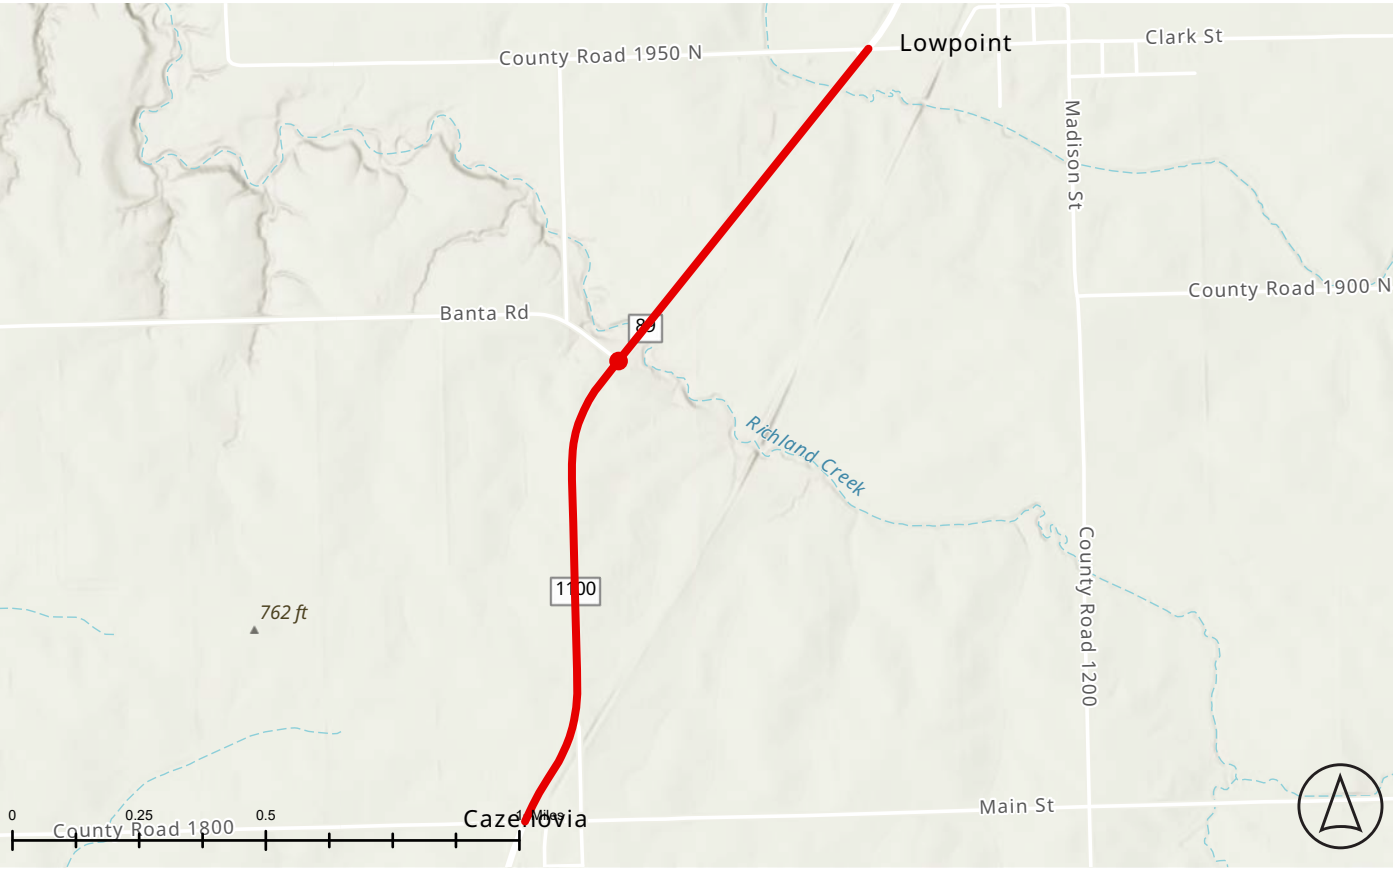 Lowpoint
Clark St
County Road 1950 N
Madison St
County Road 1900 N
Banta Rd
89
Richland Creek
1100
762 ft
County Road 1200
Main St
0 0.25 0.5 1 Miles
Cazenovia
County Road 1800